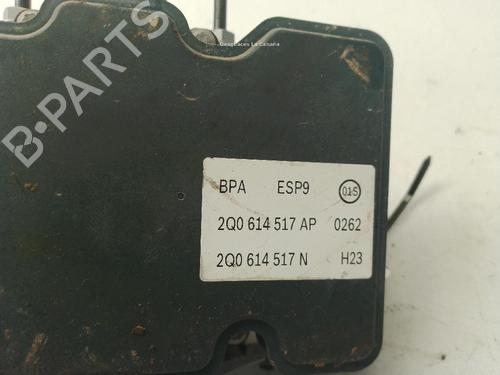 Desguaces La Cabaña
B-PARTS
BPA ESP9 01S
2Q0 614 517 AP 0262
2Q0 614 517 N H23